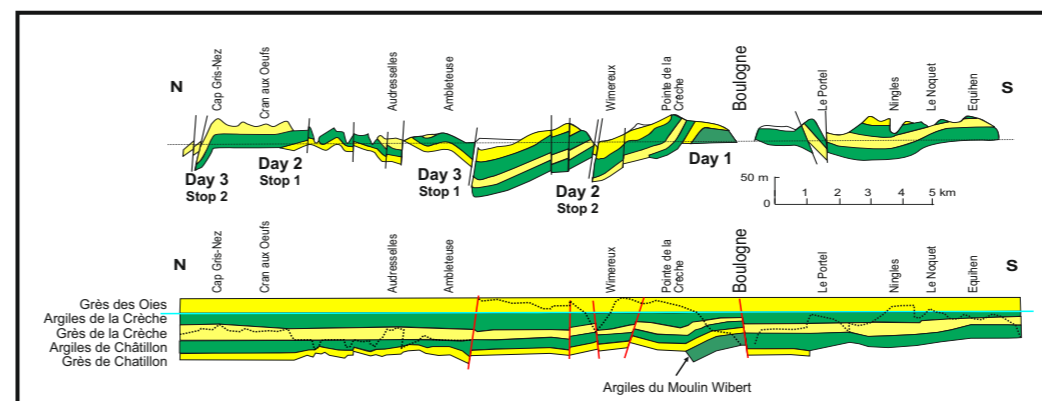 N
Cap Gris-Nez
Cran aux Oeufs
Audresselles
Ambleteuse
Wimereux
Pointe de la
Crèche
Boulogne
Le Portel
Ningles
Le Noquet
Equihen
S
Day 3
Stop 2
Day 2
Stop 1
Day 3
Stop 1
Day 2
Stop 2
Day 1
50 m
0
1
2
3
4
5 km
N
Cap Gris-Nez
Cran aux Oeufs
Audresselles
Ambleteuse
Wimereux
Pointe de la
Crèche
Boulogne
Le Portel
Ningles
Le Noquet
Equihen
S
Grès des Oies
Argiles de la Crèche
Grès de la Crèche
Argiles de Châtillon
Grès de Chatillon
Argiles du Moulin Wibert